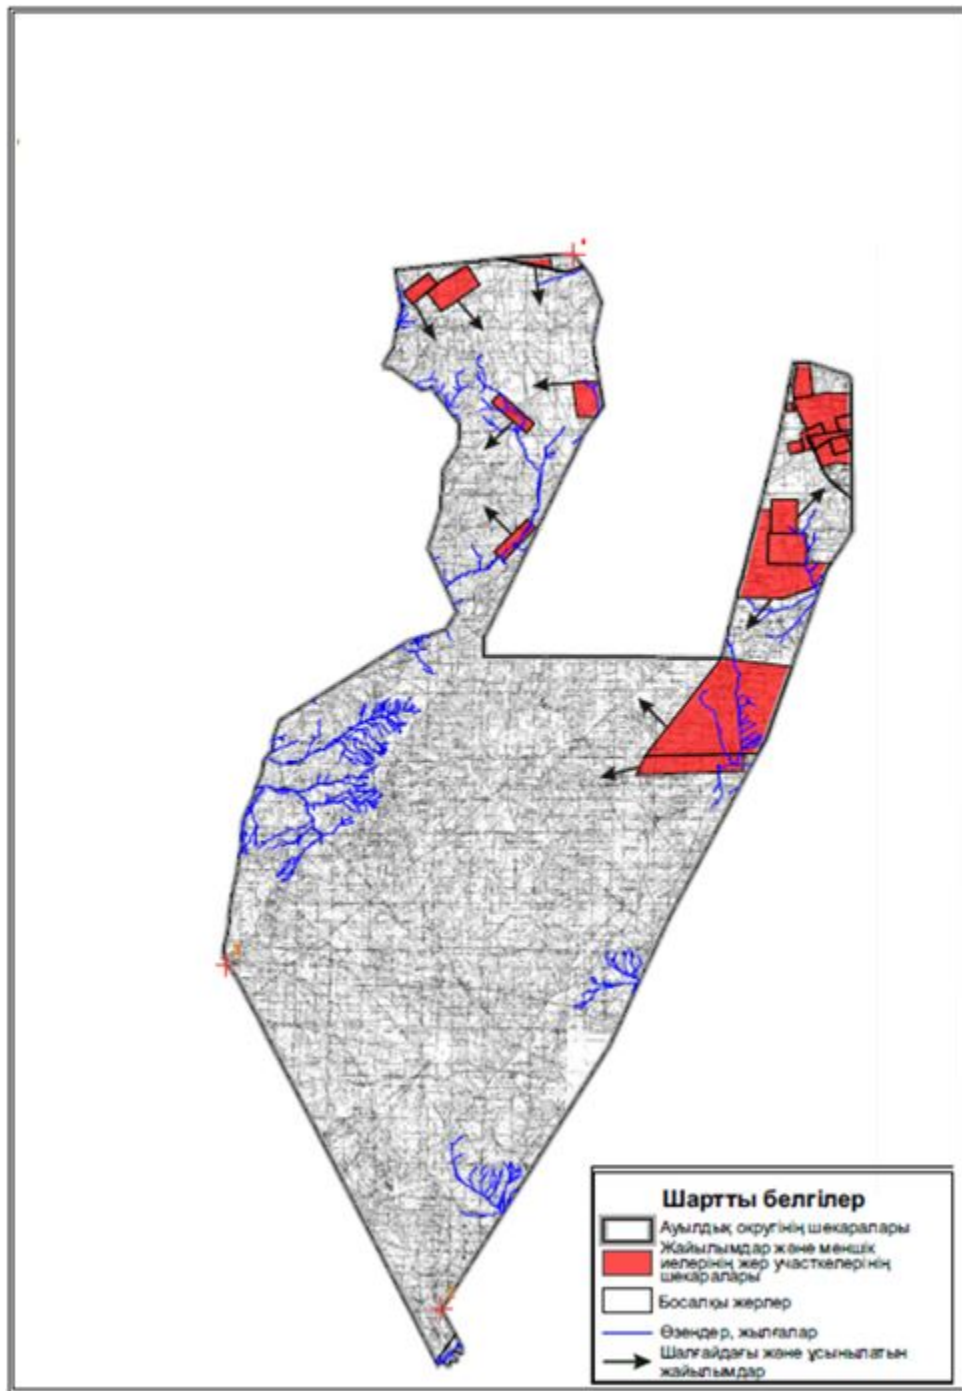 Шартты белгілер
Ауылдық округінің шекаралары
Жайылымдар және меншік
иелерінің жер участкелерінің
шекаралары
Босалқы жерлер
Өзендер, жылғалар
Шалғайдағы және ұсынылатын
жайылымдар